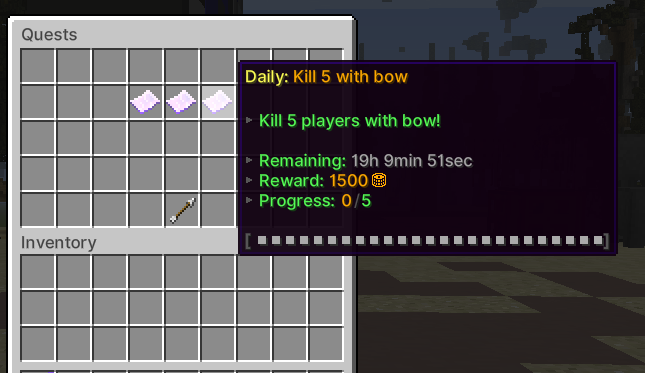 Quests
Daily: Kill 5 with bow
Kill 5 players with bow!
Remaining: 19h 9min 51sec
Reward: 1500
Progress: 0/5
[ ]
Inventory